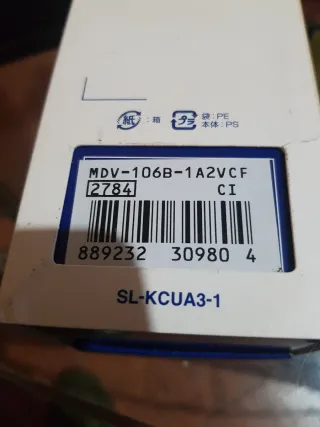 紙 :箱 プラ 袋:PE
本体:PS
MDV-106B-1A2VCF
2784 CI
889232 30980 4
SL-KCUA3-1